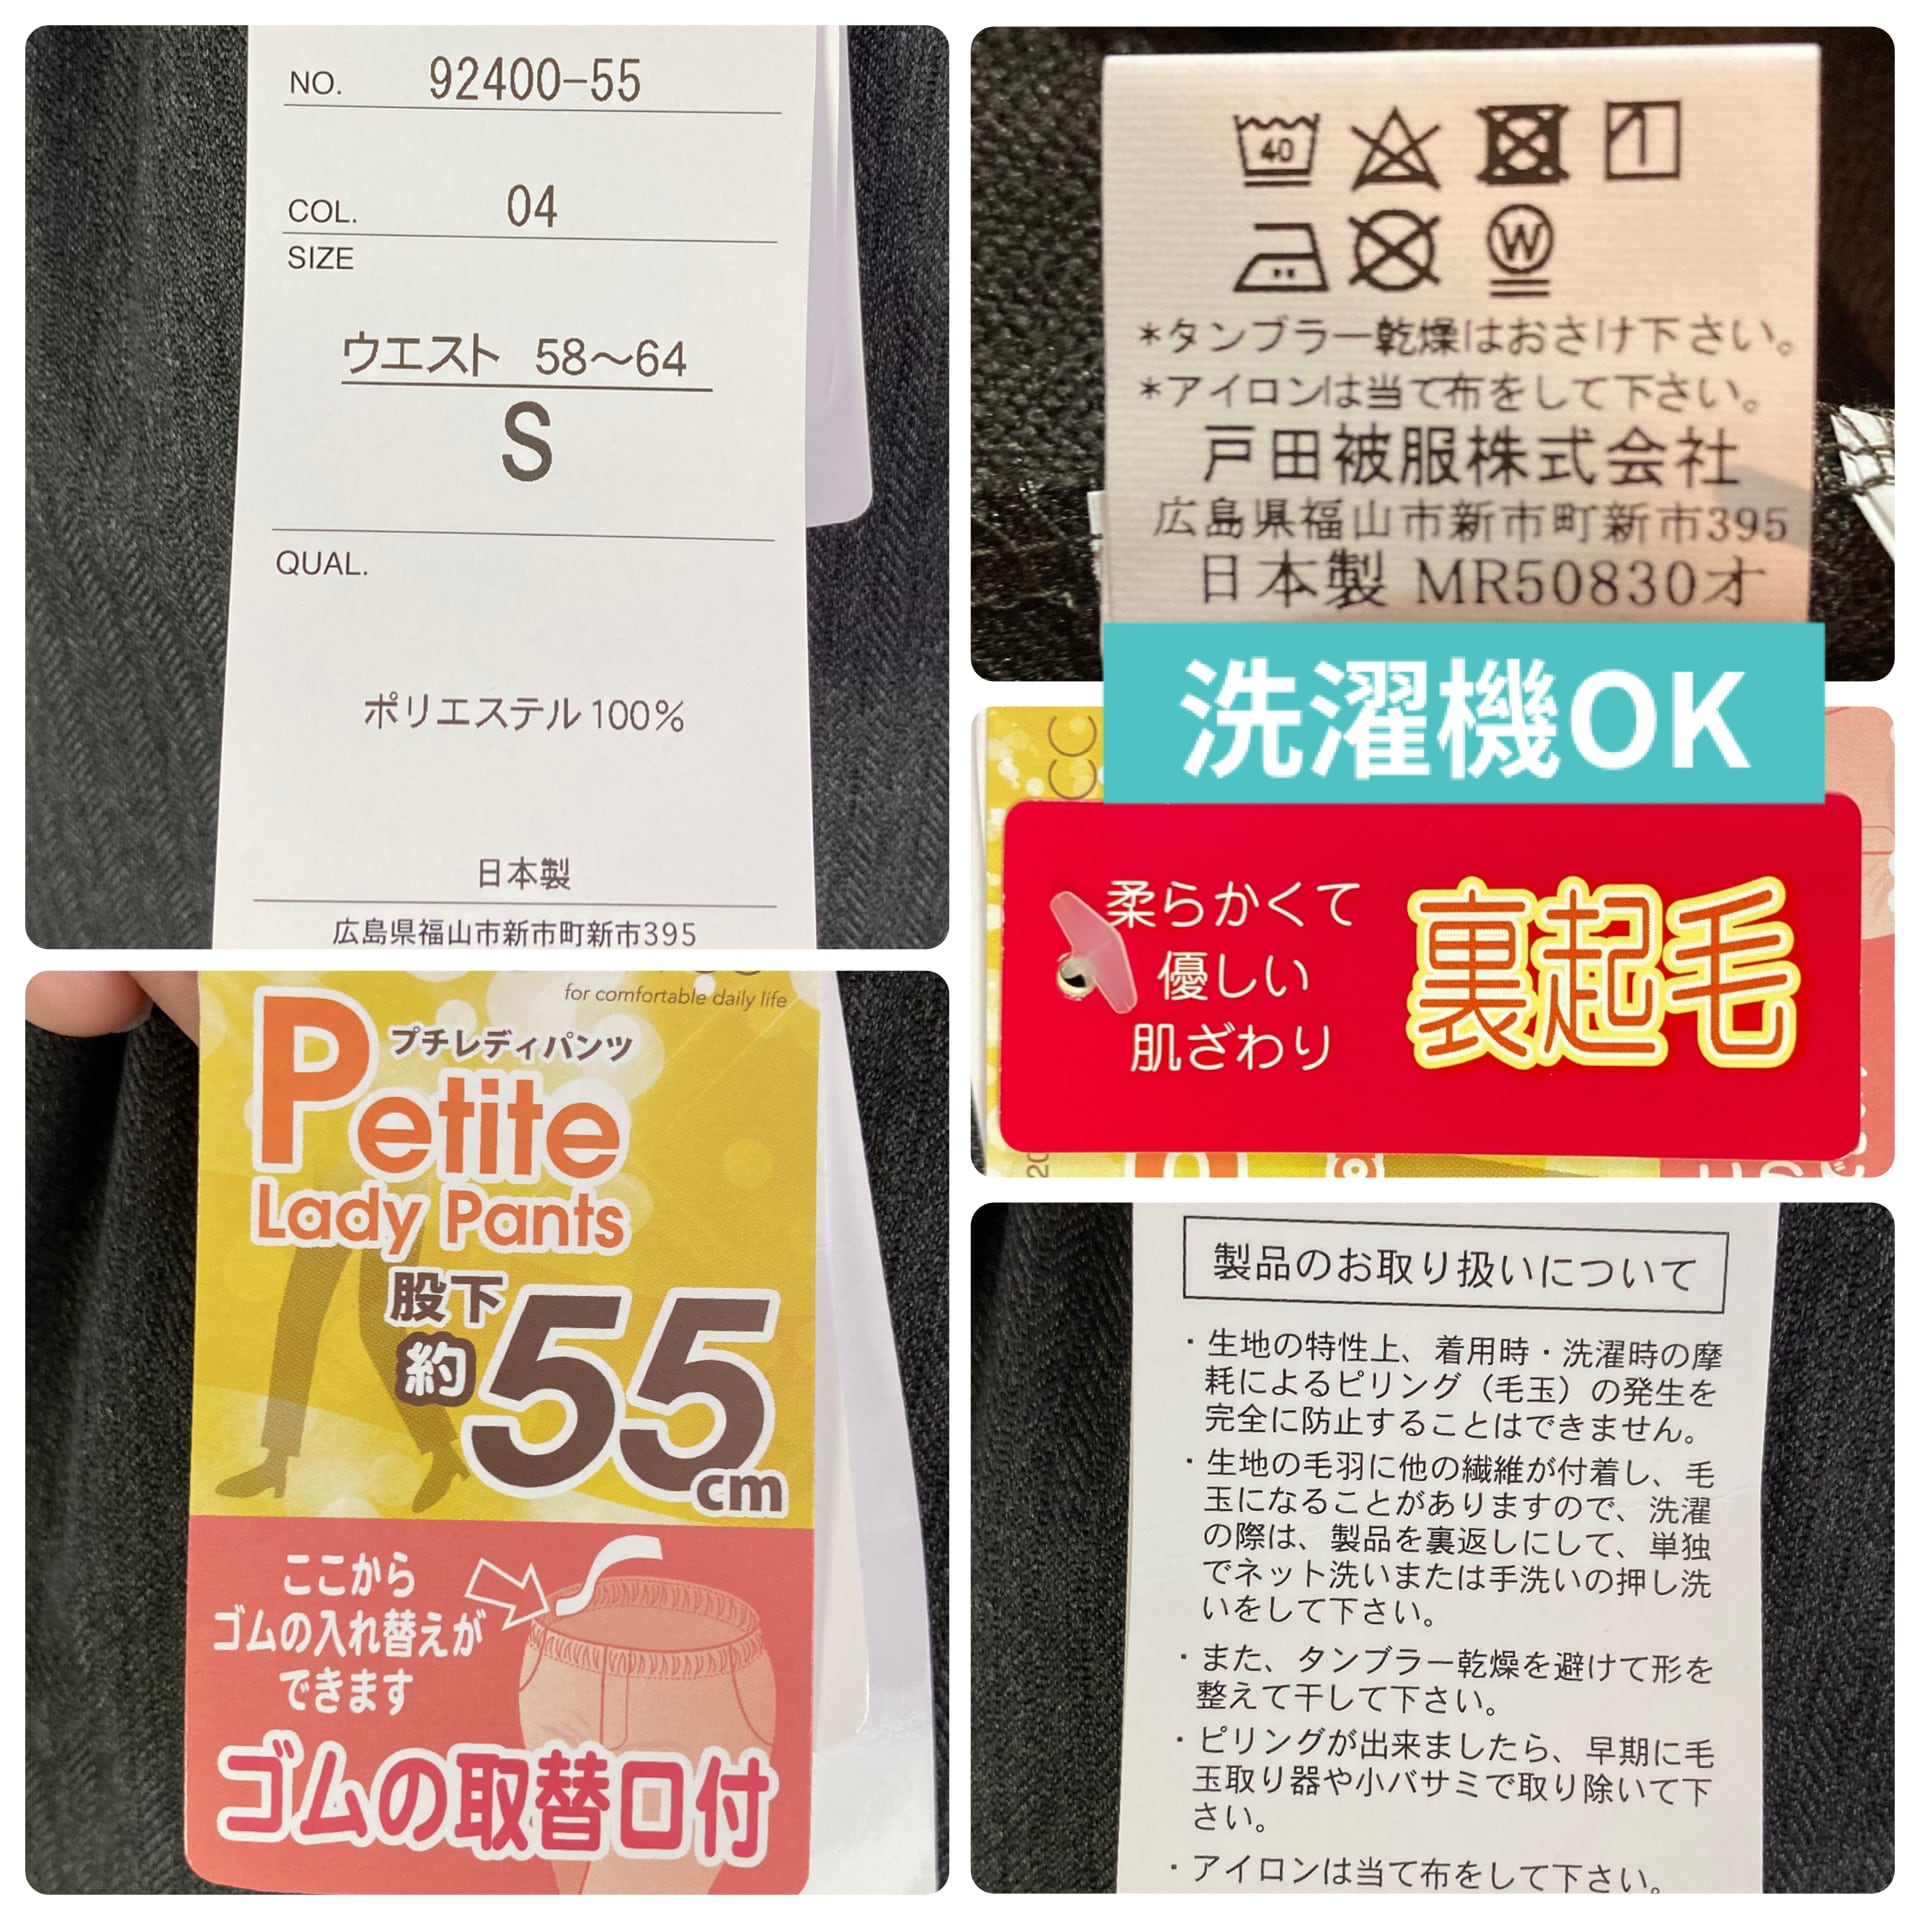 NO. 92400-55
COL. 04
SIZE
ウエスト 58〜64
S
QUAL.
ポリエステル100%
日本製
広島県福山市新市町新市395
40
W
*タンブラー乾燥はおさけ下さい。
*アイロンは当て布をして下さい。
戸田被服株式会社
広島県福山市新市町新市395
日本製 MR50830オ
洗濯機OK
CC
柔らかくて
優しい
肌ざわり
裏起毛
for comfortable daily life
プチレディパンツ
Petite
Lady Pants
股下
約55cm
ここから
ゴムの入れ替えが
できます
ゴムの取替口付
製品のお取り扱いについて
・生地の特性上、着用時・洗濯時の摩
耗によるピリング（毛玉）の発生を
完全に防止することはできません。
・生地の毛羽に他の繊維が付着し、毛
玉になることがありますので、洗濯
の際は、製品を裏返しにして、単独
でネット洗いまたは手洗いの押し洗
いをして下さい。
・また、タンブラー乾燥を避けて形を
整えて干して下さい。
・ピリングが出来ましたら、早期に毛
玉取り器や小バサミで取り除いて下
さい。
・アイロンは当て布をして下さい。